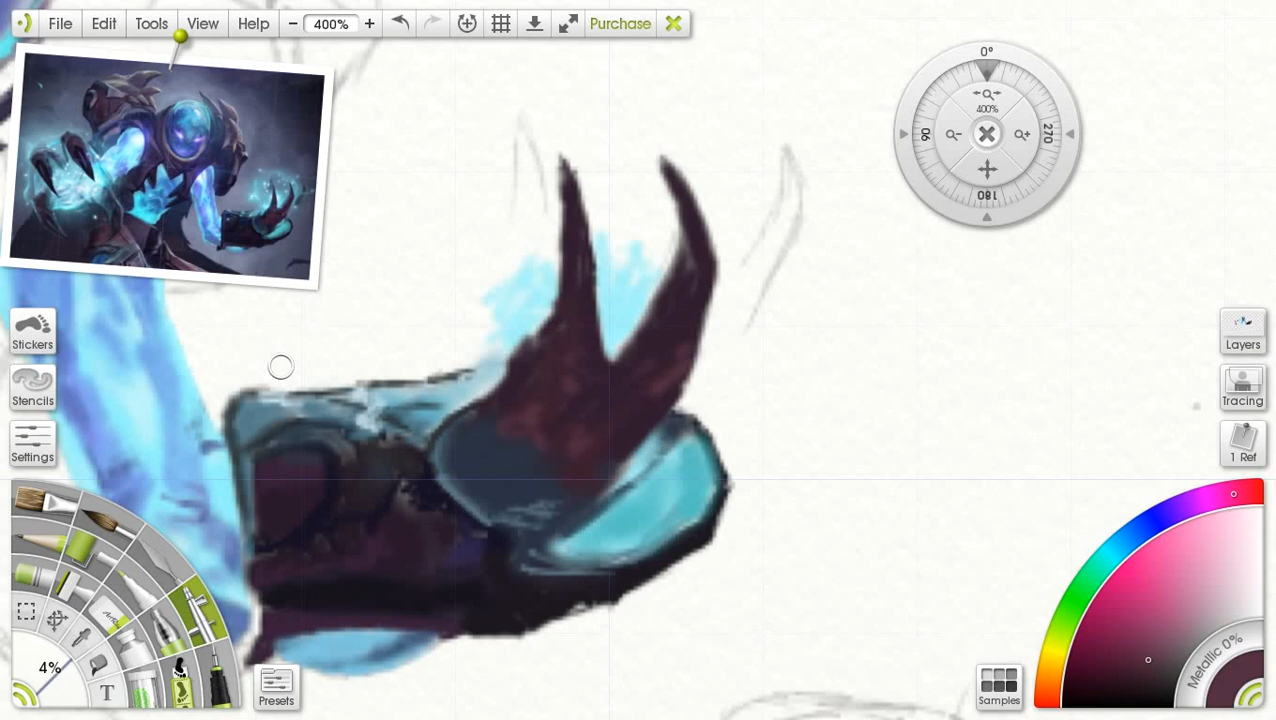 File Edit Tools View Help − 400% + Purchase
0°
400%
90
270
180
Stickers
Stencils
Settings
Layers
Tracing
1 Ref
4%
T
Presets
Samples
Metallic 0%